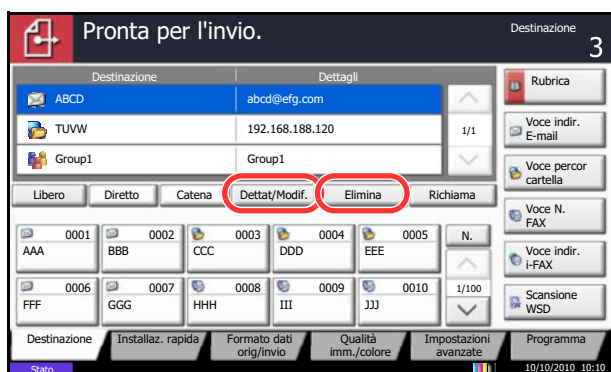 Pronta per l'invio.
Destinazione
3
Destinazione Dettagli
ABCD abcd@efg.com
TUVW 192.168.188.120
1/1
Group1 Group1
Rubrica
Voce indir.
E-mail
Voce percor
cartella
Voce N.
FAX
Voce indir.
i-FAX
Scansione
WSD
Libero Diretto Catena Dettat/Modif. Elimina Richiama
0001 0002 0003 0004 0005 N.
AAA BBB CCC DDD EEE
0006 0007 0008 0009 0010 1/100
FFF GGG HHH III JJJ
Destinazione Installaz. rapida Formato dati
orig/invio Qualità
imm./colore Impostazioni
avanzate Programma
Stato 10/10/2010 10:10